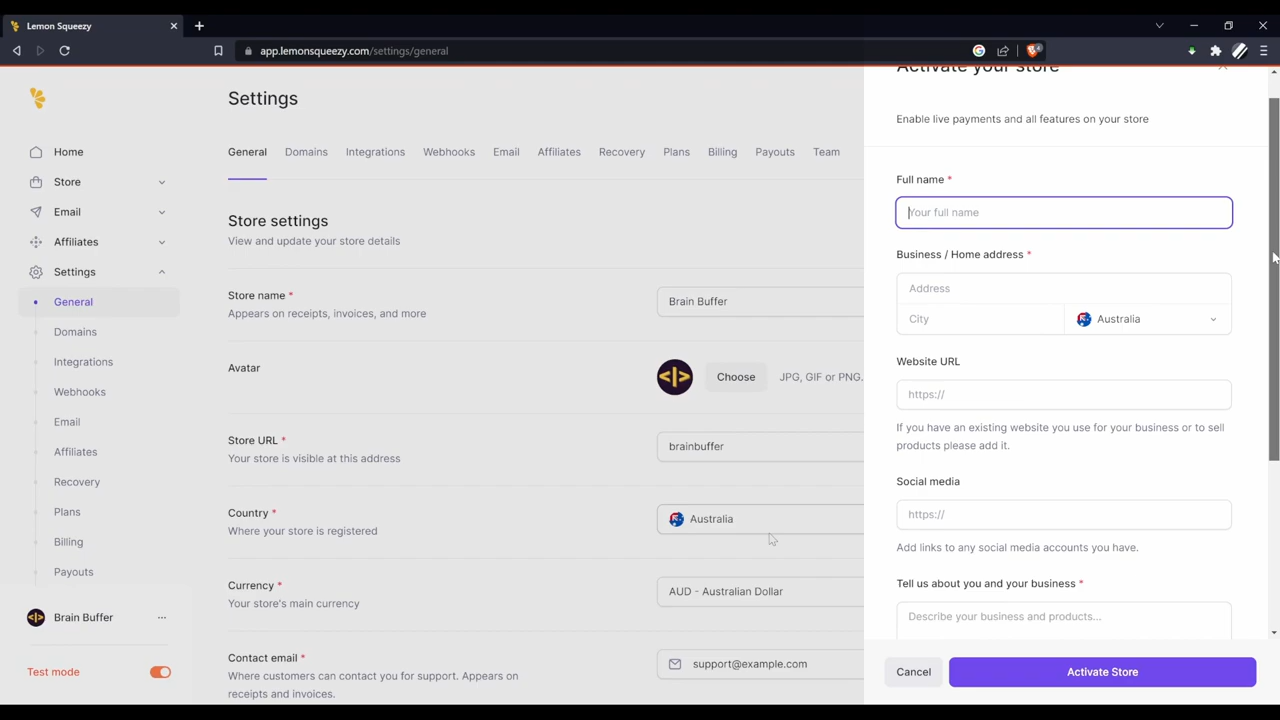 Lemon Squeezy
app.lemonsqueezy.com/settings/general
4
Home
Store
Email
Affiliates
Settings
General
Domains
Integrations
Webhooks
Email
Affiliates
Recovery
Plans
Billing
Payouts
Brain Buffer
Test mode
Settings
General Domains Integrations Webhooks Email Affiliates Recovery Plans Billing Payouts Team
Store settings
View and update your store details
Store name *
Appears on receipts, invoices, and more
Brain Buffer
Avatar
Choose
JPG, GIF or PNG.
Store URL *
Your store is visible at this address
brainbuffer
Country *
Where your store is registered
Australia
Currency *
Your store's main currency
AUD - Australian Dollar
Contact email *
Where customers can contact you for support. Appears on
receipts and invoices.
support@example.com
Activate your store
Enable live payments and all features on your store
Full name *
Your full name
Business / Home address *
Address
City
Australia
Website URL
https://
If you have an existing website you use for your business or to sell
products please add it.
Social media
https://
Add links to any social media accounts you have.
Tell us about you and your business *
Describe your business and products...
Cancel
Activate Store